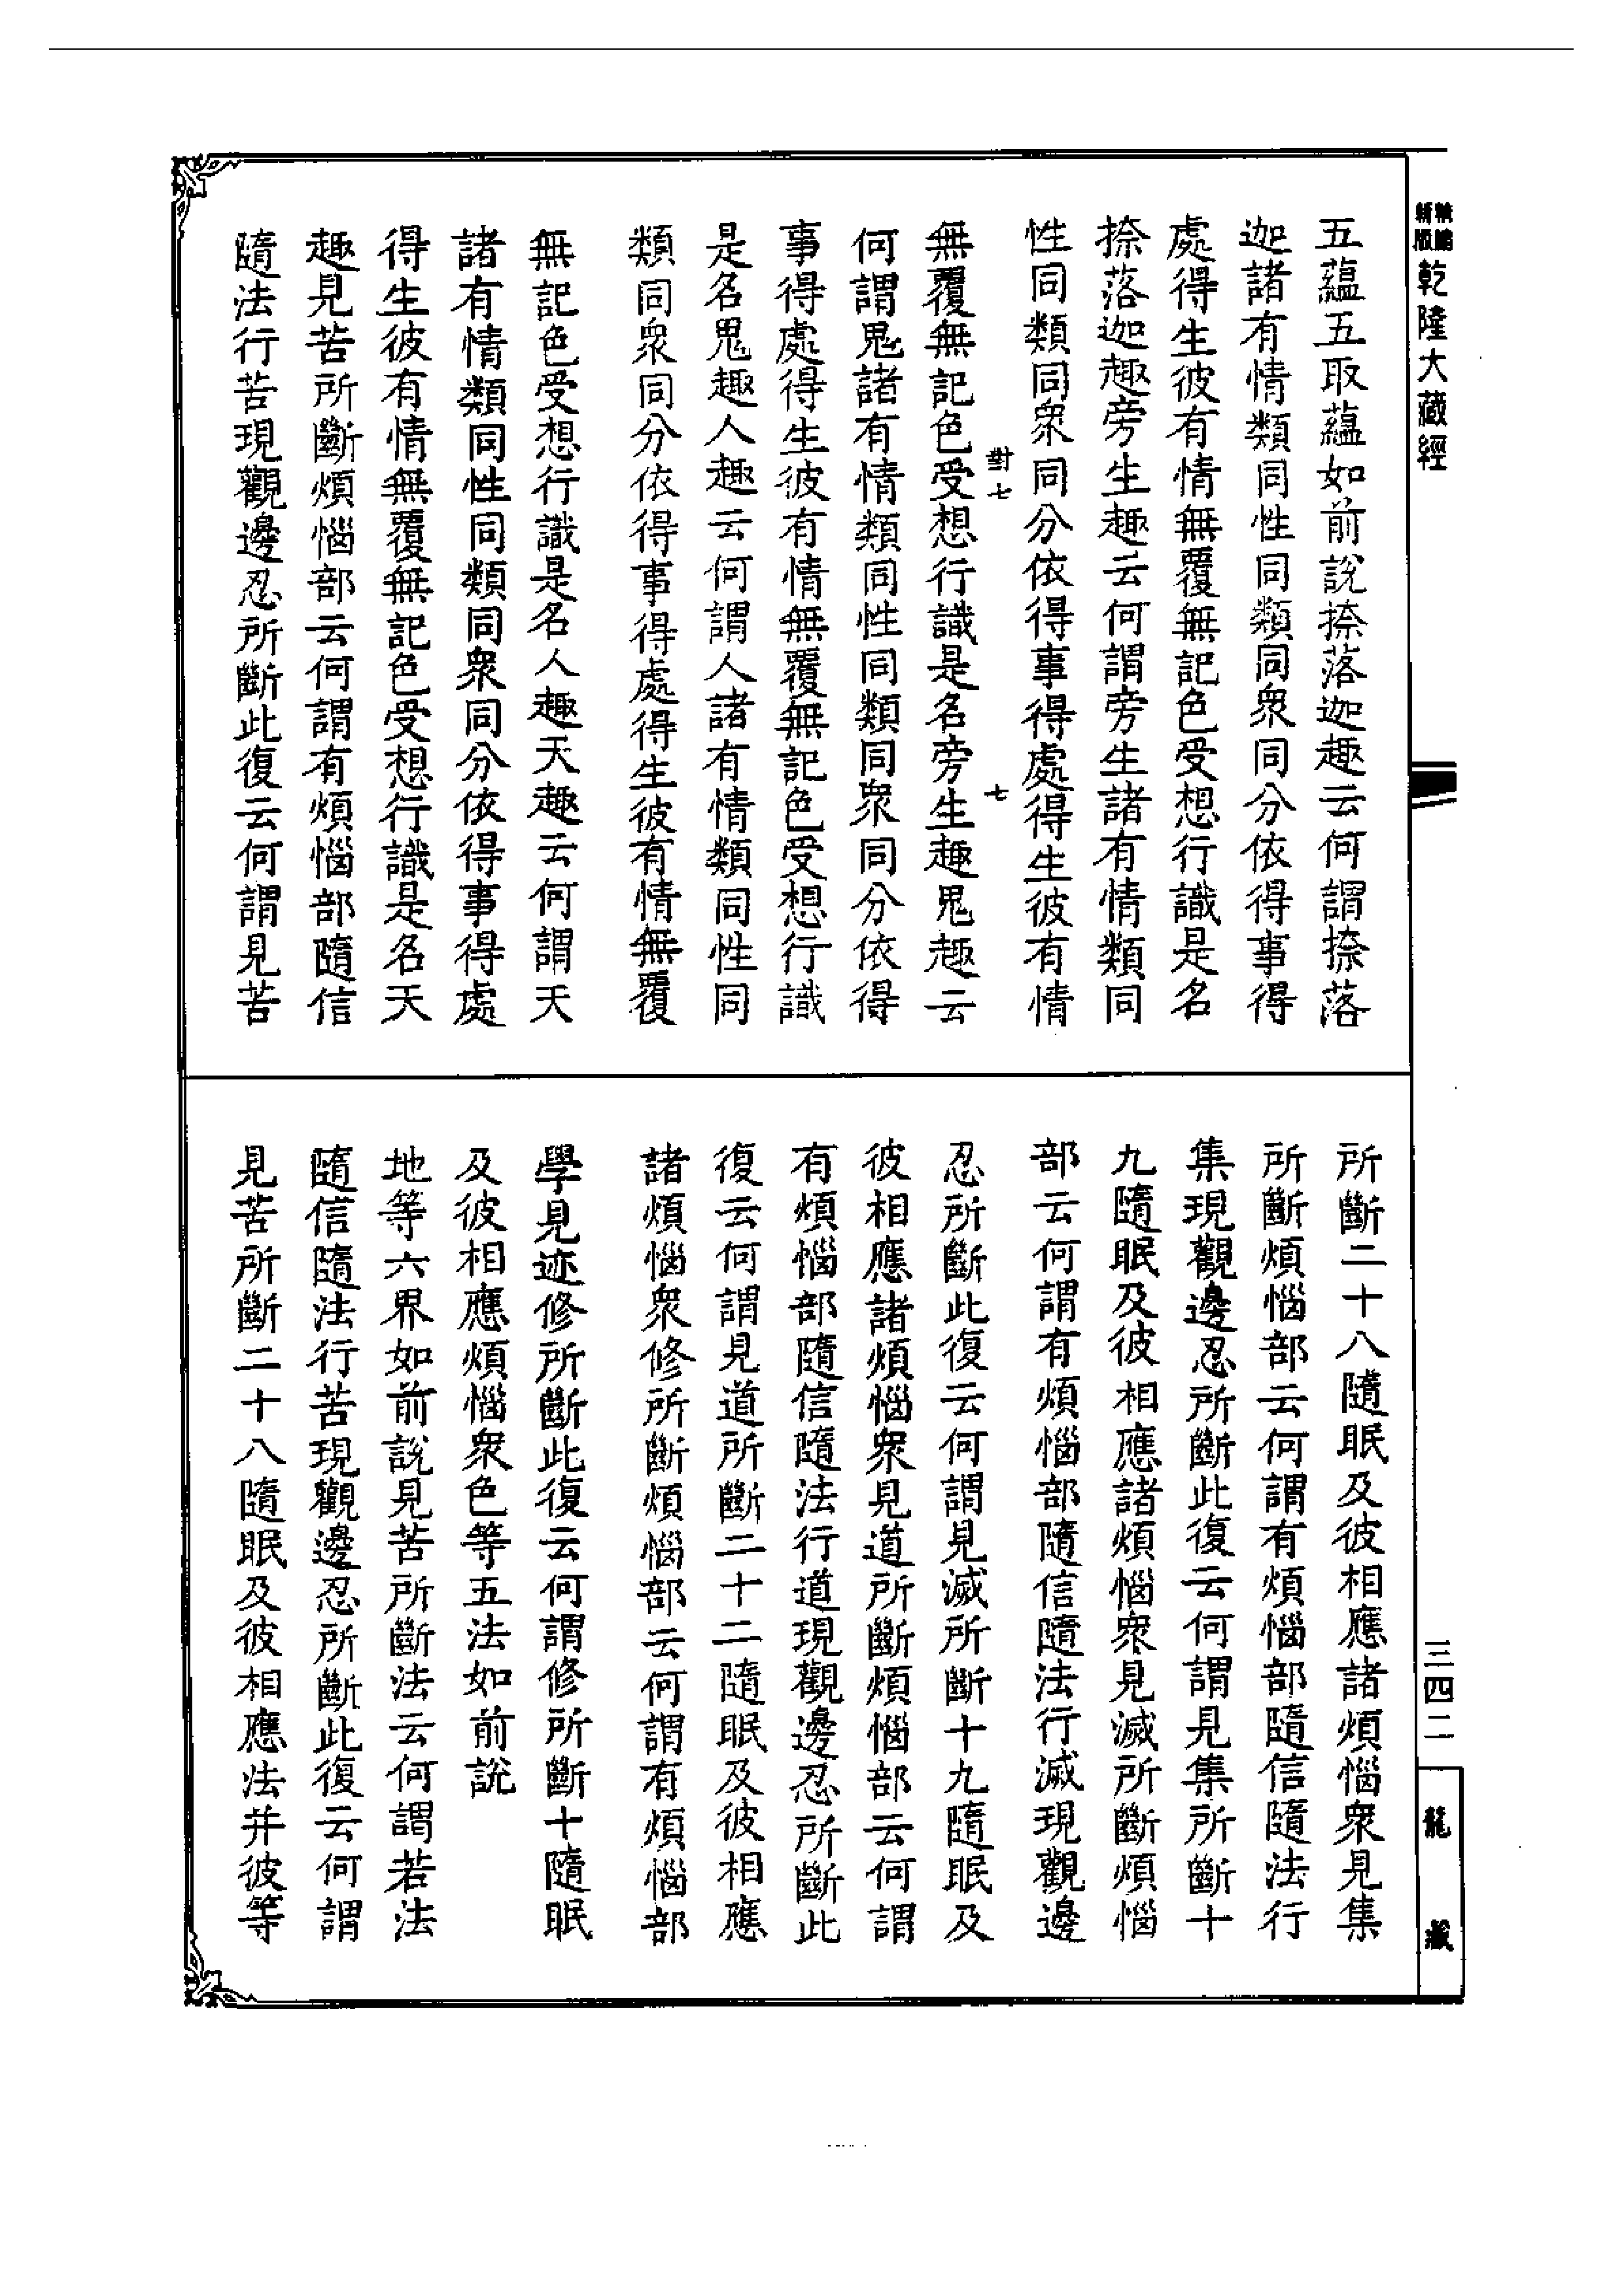 乾隆大藏經
五蘊五取蘊如前說捺落迦趣云何謂捺落
迦諸有情類同性同類同衆同分依得事得
處得生彼有情無覆無記色受想行識是名
捺落迦趣旁生趣云何謂旁生諸有情類同
性同類同衆同分依得事得處得生彼有情
對七
七
無覆無記色受想行識是名旁生趣鬼趣云
何謂鬼諸有情類同性同類同衆同分依得
事得處得生彼有情無覆無記色受想行識
是名鬼趣人趣云何謂人諸有情類同性同
類同衆同分依得事得處得生彼有情無覆
無記色受想行識是名人趣天趣云何謂天
諸有情類同性同類同衆同分依得事得處
得生彼有情無覆無記色受想行識是名天
趣見苦所斷煩惱部云何謂有煩惱部隨信
隨法行苦現觀邊忍所斷此復云何謂見苦
所斷二十八隨眠及彼相應諸煩惱衆見集
所斷煩惱部云何謂有煩惱部隨信隨法行
集現觀邊忍所斷此復云何謂見集所斷十
九隨眠及彼相應諸煩惱衆見滅所斷煩惱
部云何謂有煩惱部隨信隨法行滅現觀邊
忍所斷此復云何謂見滅所斷十九隨眠及
彼相應諸煩惱衆見道所斷煩惱部云何謂
有煩惱部隨信隨法行道現觀邊忍所斷此
復云何謂見道所斷二十二隨眠及彼相應
諸煩惱衆修所斷煩惱部云何謂有煩惱部
學見迹修所斷此復云何謂修所斷十隨眠
及彼相應煩惱衆色等五法如前說
地等六界如前說見苦所斷法云何謂若法
隨信隨法行苦現觀邊忍所斷此復云何謂
見苦所斷二十八隨眠及彼相應法并彼等
三四二
龍藏